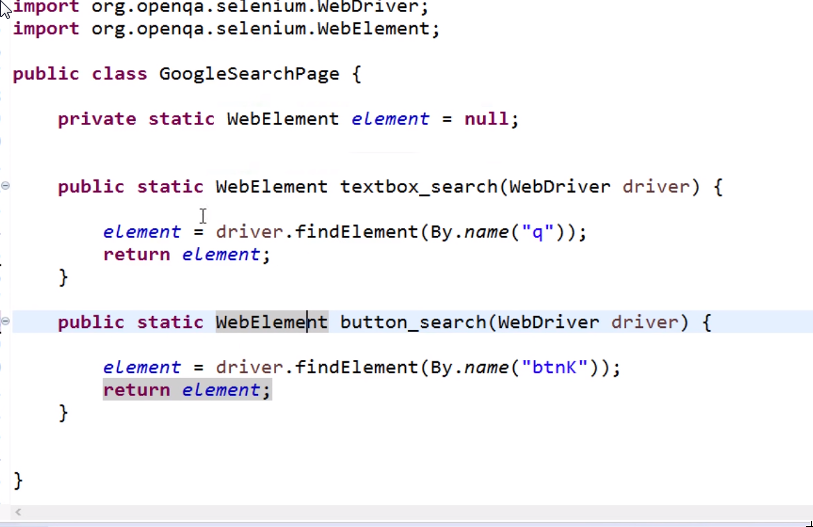 import org.openqa.selenium.WebDriver;
import org.openqa.selenium.WebElement;
public class GoogleSearchPage {
private static WebElement element = null;
public static WebElement textbox_search(WebDriver driver) {
element = driver.findElement(By.name("q"));
return element;
}
public static WebElement button_search(WebDriver driver) {
element = driver.findElement(By.name("btnK"));
return element;
}
}